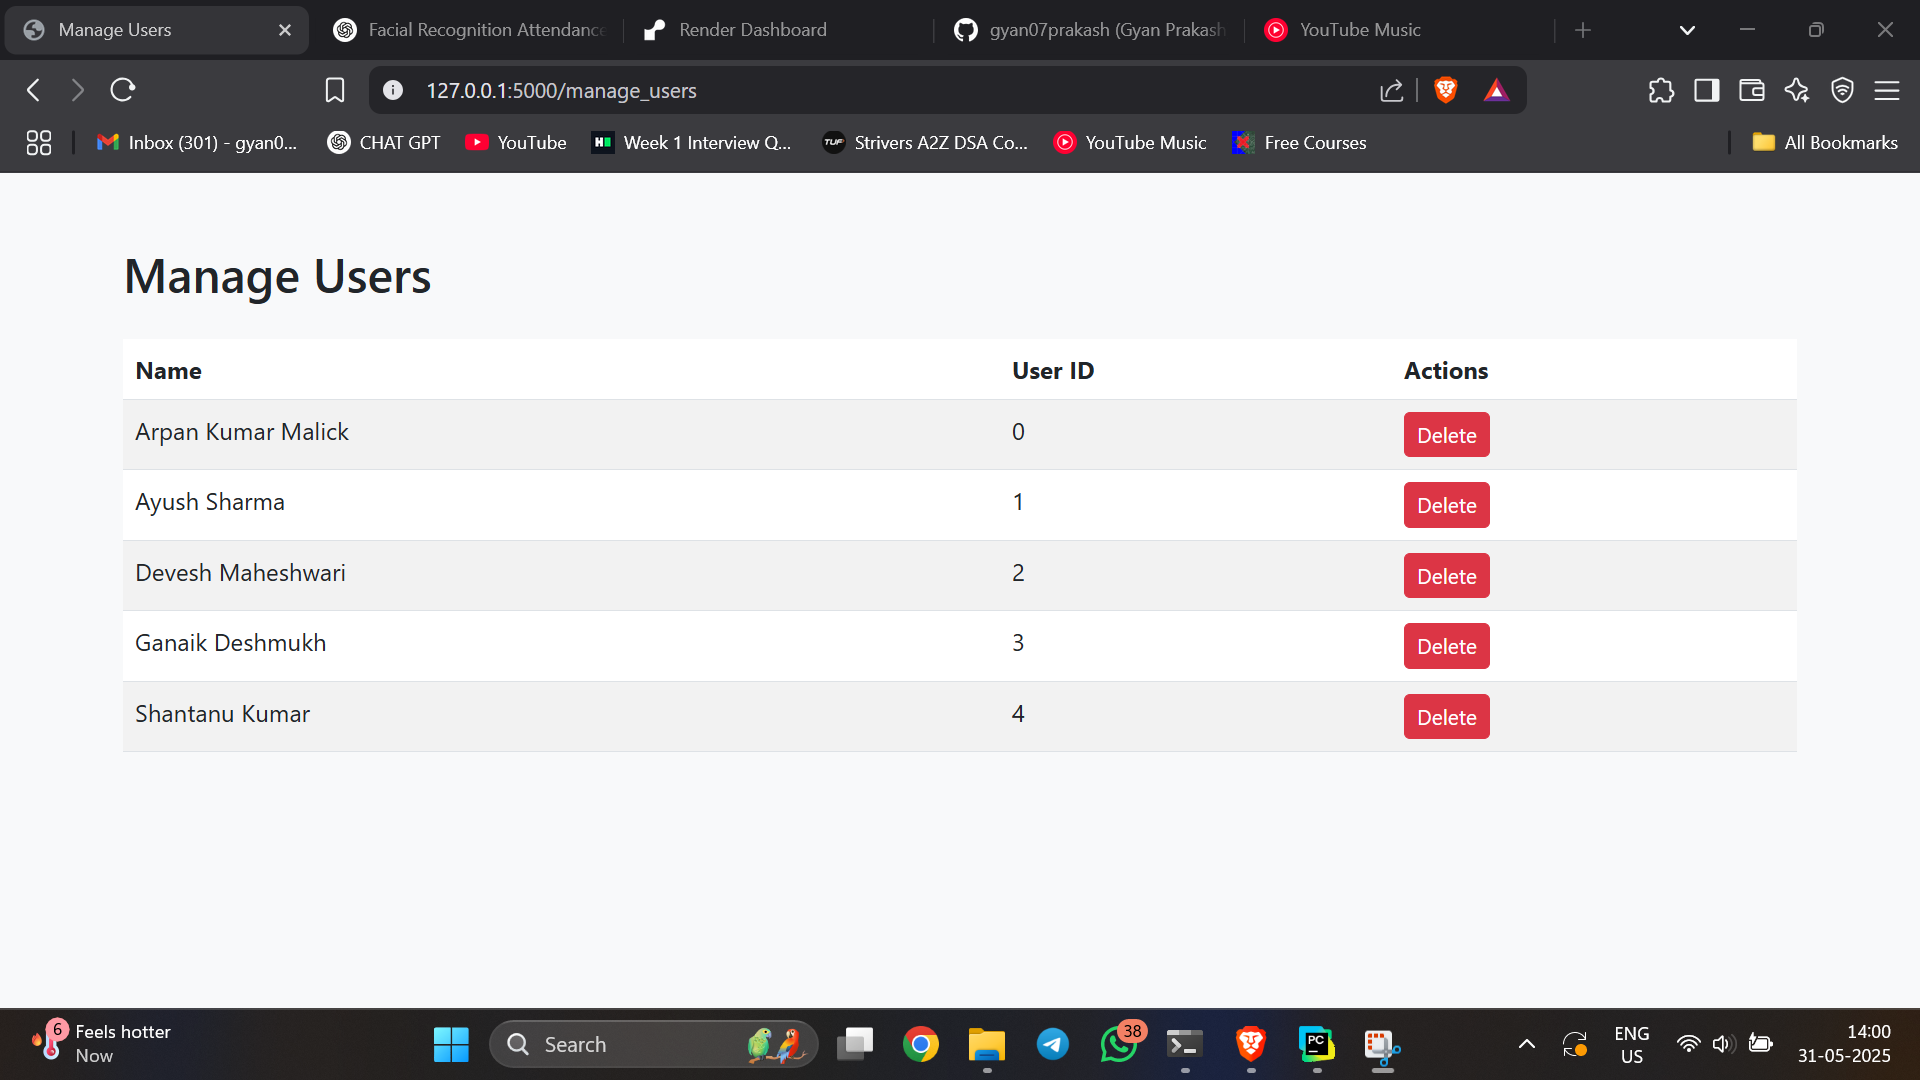 Manage Users
Facial Recognition Attendance
Render Dashboard
gyan07prakash (Gyan Prakash
YouTube Music
127.0.0.1:5000/manage_users
Inbox (301) - gyan0...
CHAT GPT
YouTube
Week 1 Interview Q...
TUF
Strivers A2Z DSA Co...
YouTube Music
Free Courses
All Bookmarks
Manage Users
Name User ID Actions
Arpan Kumar Malick 0 Delete
Ayush Sharma 1 Delete
Devesh Maheshwari 2 Delete
Ganaik Deshmukh 3 Delete
Shantanu Kumar 4 Delete
6
Feels hotter
Now
Search
38
PC
ENG
US
14:00
31-05-2025